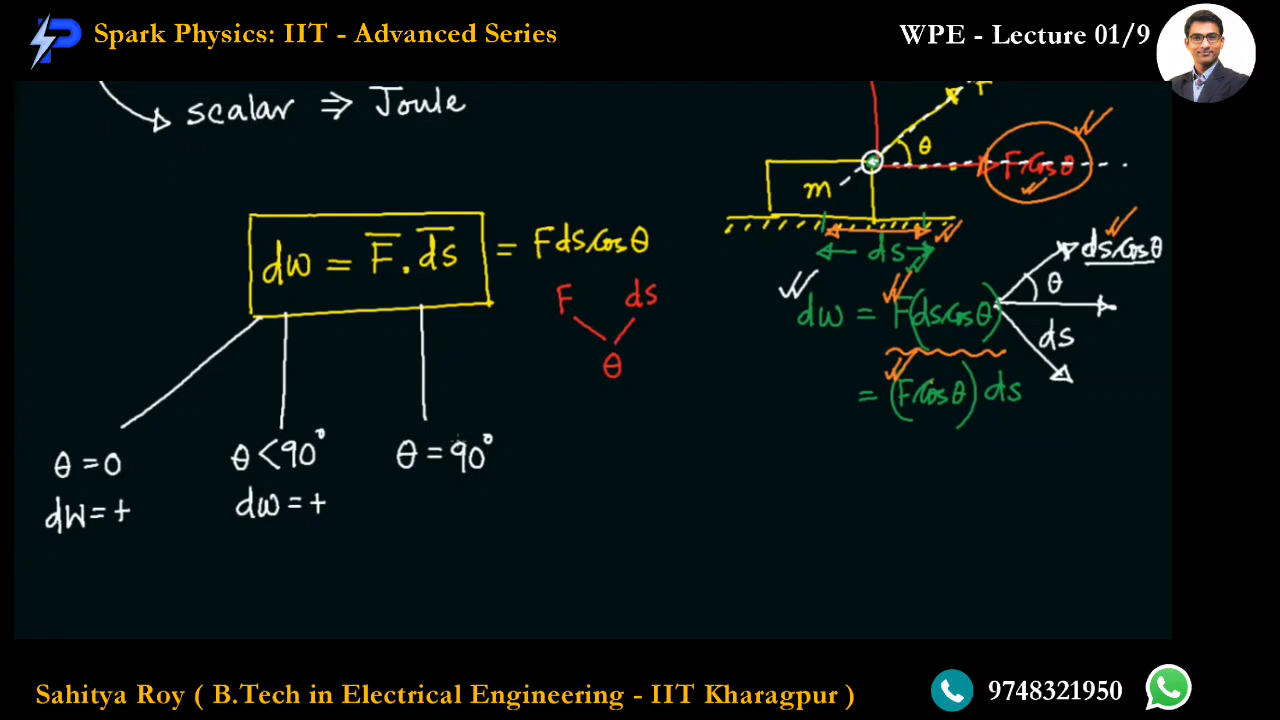 Spark Physics: IIT - Advanced Series
WPE - Lecture 01/9
scalar ⇒ Joule
F
θ
F cosθ
m
ds
dw = F̅ . d̅s̅ = F ds cosθ
F ds
θ
ds cosθ
θ
ds
dw = F(ds cosθ)
= (F cosθ) ds
θ = 0
dW = +
θ < 90°
dw = +
θ = 90°
Sahitya Roy ( B.Tech in Electrical Engineering - IIT Kharagpur )
9748321950